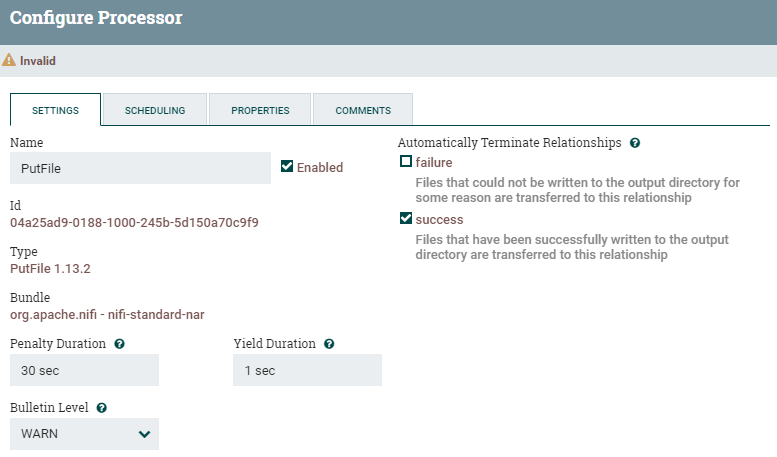 Configure Processor
Invalid
SETTINGS SCHEDULING PROPERTIES COMMENTS
Name
PutFile
Enabled
Id
04a25ad9-0188-1000-245b-5d150a70c9f9
Type
PutFile 1.13.2
Bundle
org.apache.nifi - nifi-standard-nar
Penalty Duration
Yield Duration
30 sec
1 sec
Bulletin Level
WARN
Automatically Terminate Relationships
failure
Files that could not be written to the output directory for
some reason are transferred to this relationship
success
Files that have been successfully written to the output
directory are transferred to this relationship